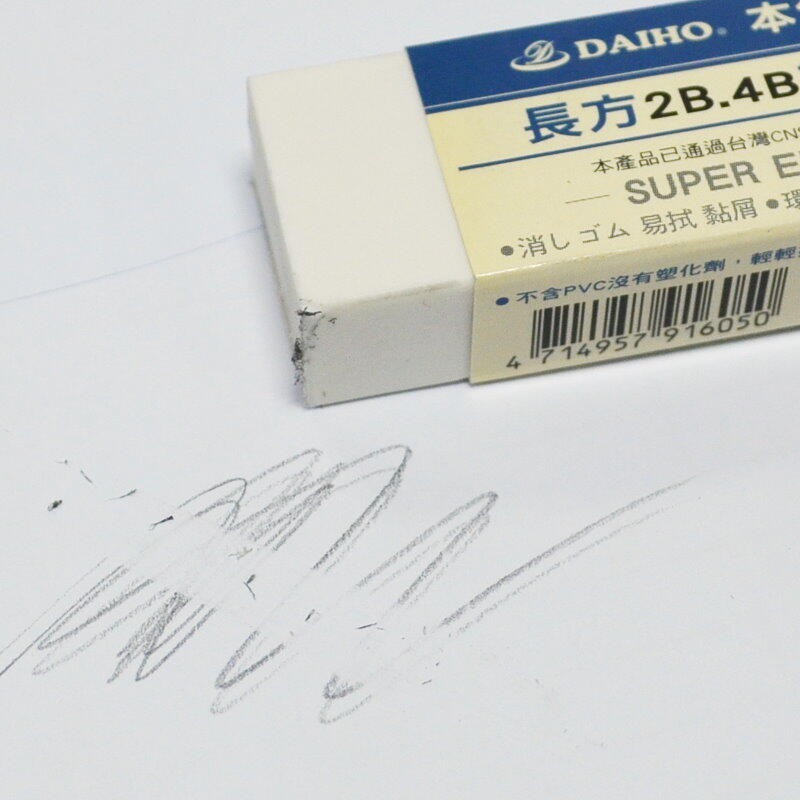 DAIHO® 本
長方2B.4B
本產品已通過台灣CN
SUPER E
●消しゴム 易拭 黏屑 ●環
●不含PVC沒有塑化劑，輕輕
4 714957 916050